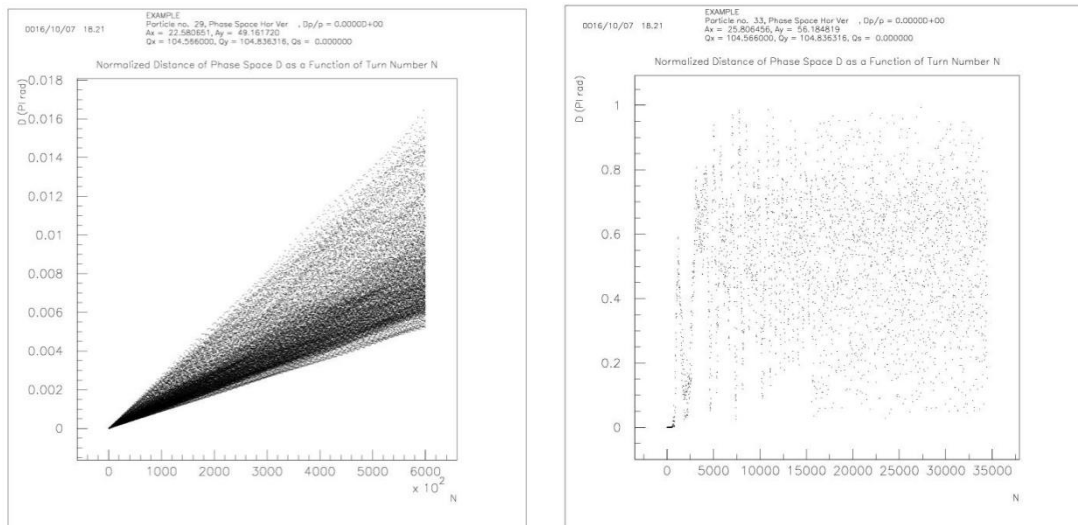 EXAMPLE
0016/10/07 18.21
Particle no. 29, Phase Space Hor Ver , Dp/p = 0.00000+00
Ax = 22.580651, Ay = 49.161720
Qx = 104.566000, Qy = 104.836316, Qs = 0.000000
Normalized Distance of Phase Space D as a Function of Turn Number N
D (PI rad)
0.018
0.016
0.014
0.012
0.01
0.008
0.006
0.004
0.002
0
0 1000 2000 3000 4000 5000 6000
× 10²
N
EXAMPLE
0016/10/07 18.21
Particle no. 33, Phase Space Hor Ver , Dp/p = 0.00000+00
Ax = 25.806456, Ay = 56.184819
Qx = 104.566000, Qy = 104.836316, Qs = 0.000000
Normalized Distance of Phase Space D as a Function of Turn Number N
D (PI rad)
1
0.8
0.6
0.4
0.2
0
0 5000 10000 15000 20000 25000 30000 35000
N